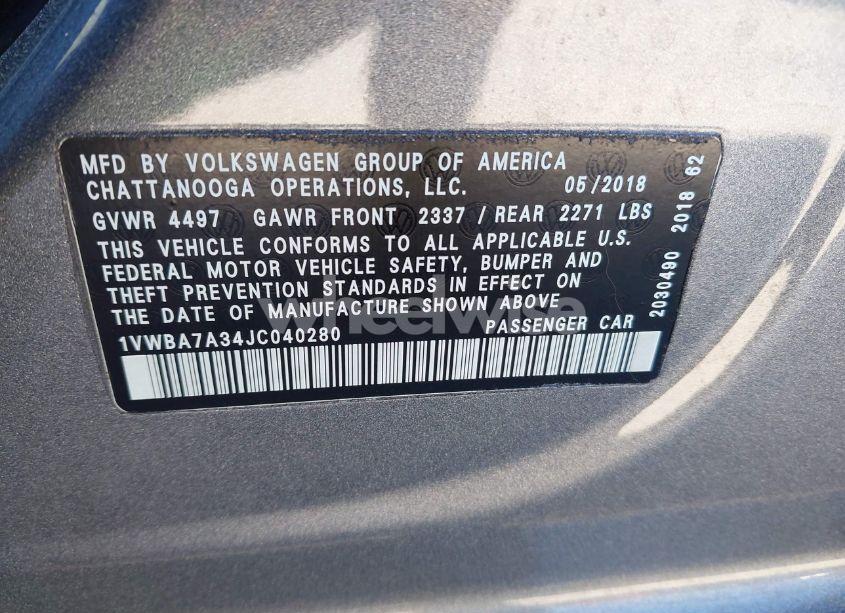 MFD BY VOLKSWAGEN GROUP OF AMERICA
CHATTANOOGA OPERATIONS, LLC. 05/2018
GVWR 4497 GAWR FRONT 2337 / REAR 2271 LBS
THIS VEHICLE CONFORMS TO ALL APPLICABLE U.S.
FEDERAL MOTOR VEHICLE SAFETY, BUMPER AND
THEFT PREVENTION STANDARDS IN EFFECT ON
THE DATE OF MANUFACTURE SHOWN ABOVE
1VWBA7A34JC040280 PASSENGER CAR
2030490 2018 62
wheelwise